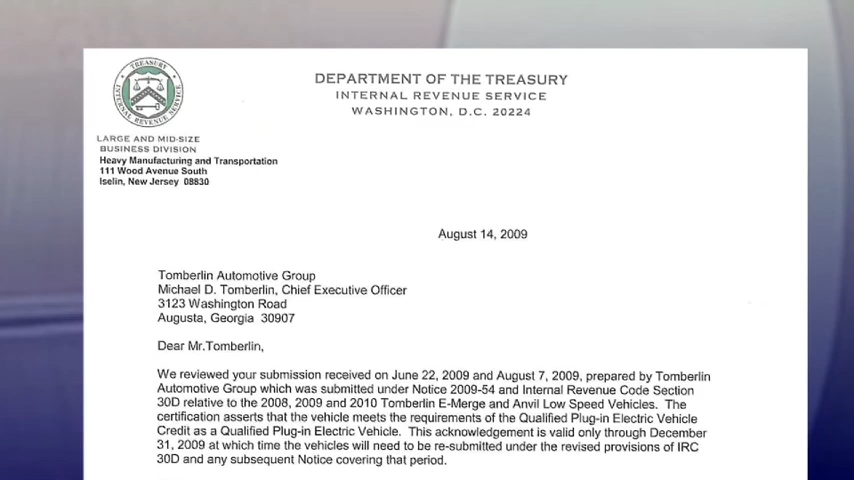 TREASURY
INTERNAL REVENUE SERVICE
DEPARTMENT OF THE TREASURY
INTERNAL REVENUE SERVICE
WASHINGTON, D.C. 20224
LARGE AND MID-SIZE
BUSINESS DIVISION
Heavy Manufacturing and Transportation
111 Wood Avenue South
Iselin, New Jersey 08830
August 14, 2009
Tomberlin Automotive Group
Michael D. Tomberlin, Chief Executive Officer
3123 Washington Road
Augusta, Georgia 30907
Dear Mr.Tomberlin,
We reviewed your submission received on June 22, 2009 and August 7, 2009, prepared by Tomberlin
Automotive Group which was submitted under Notice 2009-54 and Internal Revenue Code Section
30D relative to the 2008, 2009 and 2010 Tomberlin E-Merge and Anvil Low Speed Vehicles. The
certification asserts that the vehicle meets the requirements of the Qualified Plug-in Electric Vehicle
Credit as a Qualified Plug-in Electric Vehicle. This acknowledgement is valid only through December
31, 2009 at which time the vehicles will need to be re-submitted under the revised provisions of IRC
30D and any subsequent Notice covering that period.